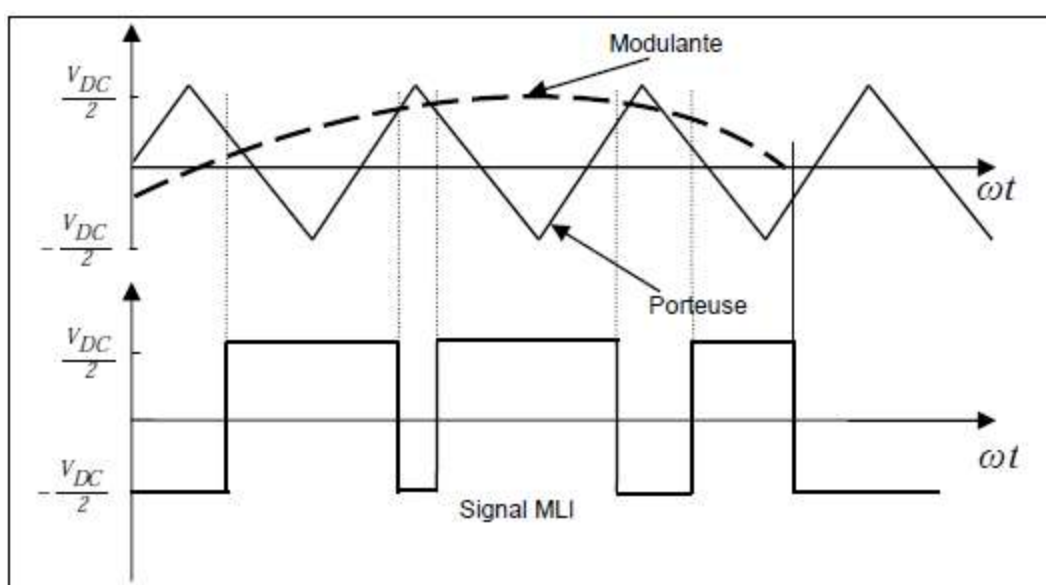 Modulante
V_DC/2
ωt
-V_DC/2
Porteuse
V_DC/2
ωt
-V_DC/2
Signal MLI